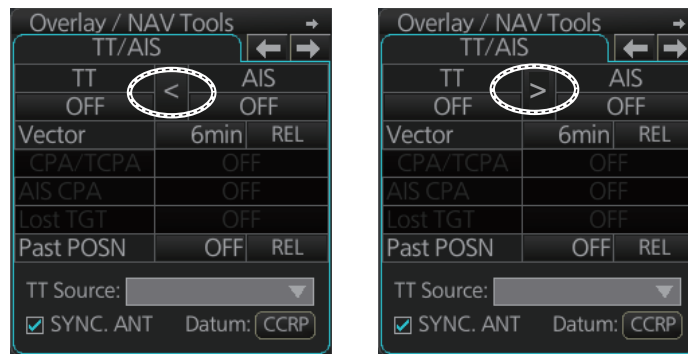 Overlay / NAV Tools
TT/AIS
TT < AIS
OFF OFF
Vector 6min REL
CPA/TCPA OFF
AIS CPA OFF
Lost TGT OFF
Past POSN OFF REL
TT Source:
SYNC. ANT Datum: CCRP
Overlay / NAV Tools
TT/AIS
TT > AIS
OFF OFF
Vector 6min REL
CPA/TCPA OFF
AIS CPA OFF
Lost TGT OFF
Past POSN OFF REL
TT Source:
SYNC. ANT Datum: CCRP